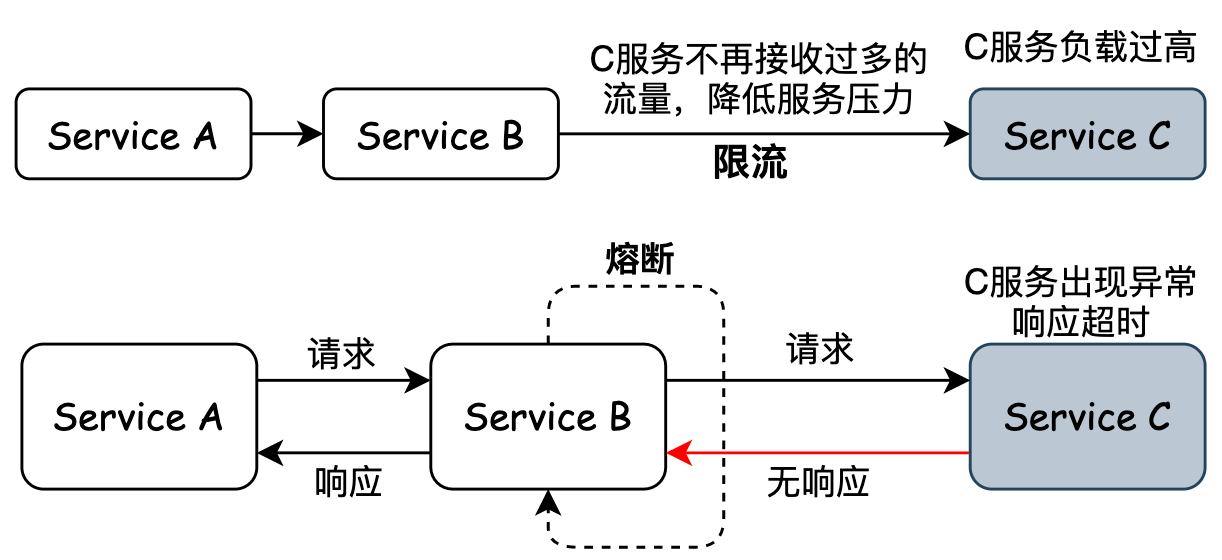 C服务不再接收过多的
流量，降低服务压力
C服务负载过高
Service A
Service B
限流
Service C
熔断
C服务出现异常
响应超时
请求
请求
Service A
Service B
Service C
响应
无响应